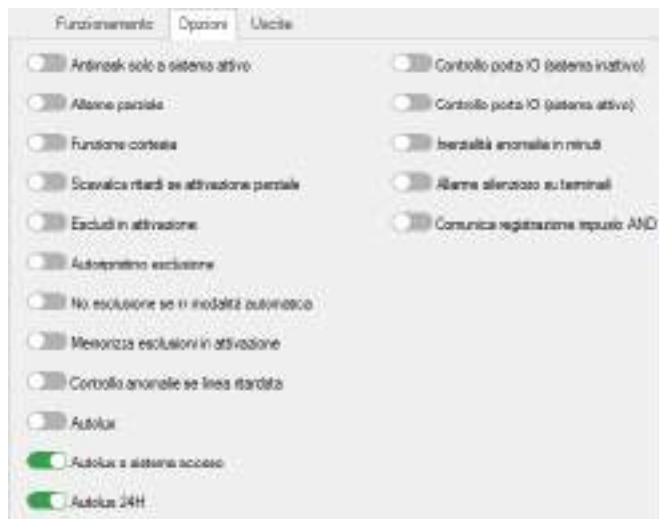 Funzionamento Opzioni Uscite
Antimask solo a sistema attivo
Allarme parziale
Funzione cortesia
Scavalca ritardi se attivazione parziale
Escludi in attivazione
Autoripristino esclusione
No esclusione se in modalità automatica
Memorizza esclusioni in attivazione
Controllo anomalie se linea ritardata
Autolux
Autolux a sistema acceso
Autolux 24H
Controllo porta IO (sistema inattivo)
Controllo porta IO (sistema attivo)
Inerzialità anomalie in minuti
Allarme silenzioso su terminali
Comunica registrazione impulso AND